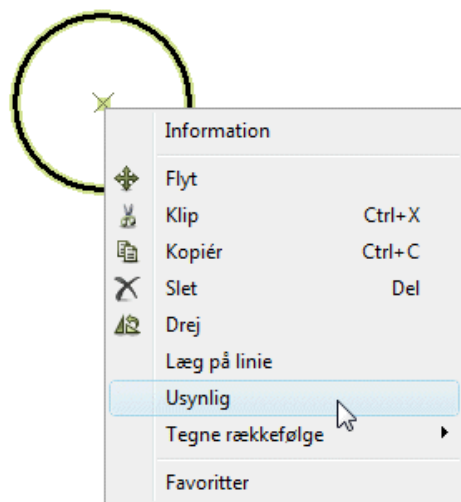 Information
Flyt
Klip Ctrl+X
Kopiér Ctrl+C
Slet Del
Drej
Læg på linie
Usynlig
Tegne rækkefølge
Favoritter